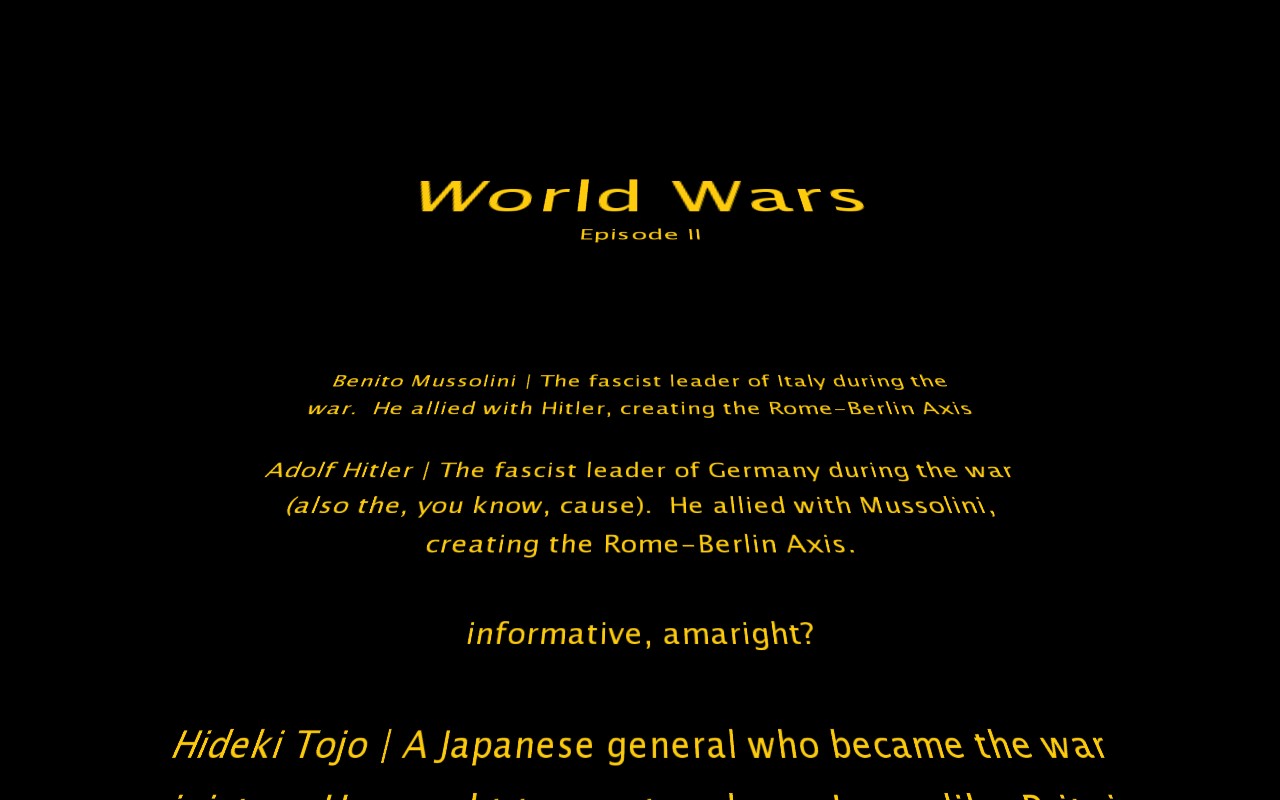 World Wars
Episode II
Benito Mussolini | The fascist leader of Italy during the
war.  He allied with Hitler, creating the Rome-Berlin Axis
Adolf Hitler | The fascist leader of Germany during the war
(also the, you know, cause).  He allied with Mussolini,
creating the Rome-Berlin Axis.
informative, amaright?
Hideki Tojo | A Japanese general who became the war